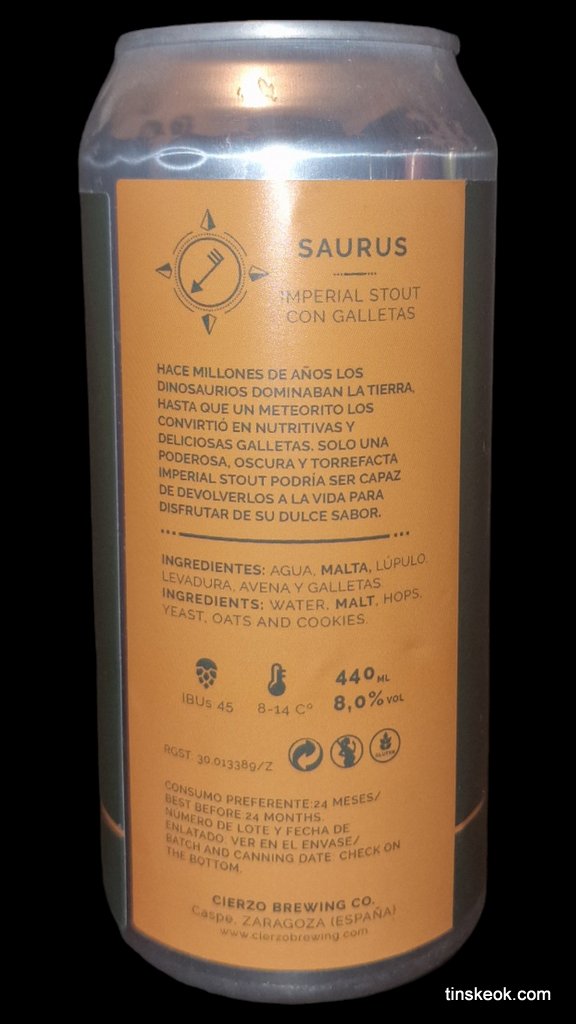 SAURUS
IMPERIAL STOUT
CON GALLETAS
HACE MILLONES DE AÑOS LOS
DINOSAURIOS DOMINABAN LA TIERRA,
HASTA QUE UN METEORITO LOS
CONVIRTIÓ EN NUTRITIVAS Y
DELICIOSAS GALLETAS. SOLO UNA
PODEROSA, OSCURA Y TORREFACTA
IMPERIAL STOUT PODRÍA SER CAPAZ
DE DEVOLVERLOS A LA VIDA PARA
DISFRUTAR DE SU DULCE SABOR.
INGREDIENTES: AGUA, MALTA, LÚPULO.
LEVADURA, AVENA Y GALLETAS
INGREDIENTS: WATER, MALT, HOPS,
YEAST, OATS AND COOKIES.
IBUs 45
8-14 Cº
440 ML
8,0% VOL
RGST. 30.013389/Z
GLUTEN
CONSUMO PREFERENTE:24 MESES/
BEST BEFORE 24 MONTHS.
NÚMERO DE LOTE Y FECHA DE
ENLATADO. VER EN EL ENVASE/
BATCH AND CANNING DATE CHECK ON
THE BOTTOM.
CIERZO BREWING CO.
Caspe, ZARAGOZA (ESPAÑA)
www.cierzobrewing.com
tinskeok.com